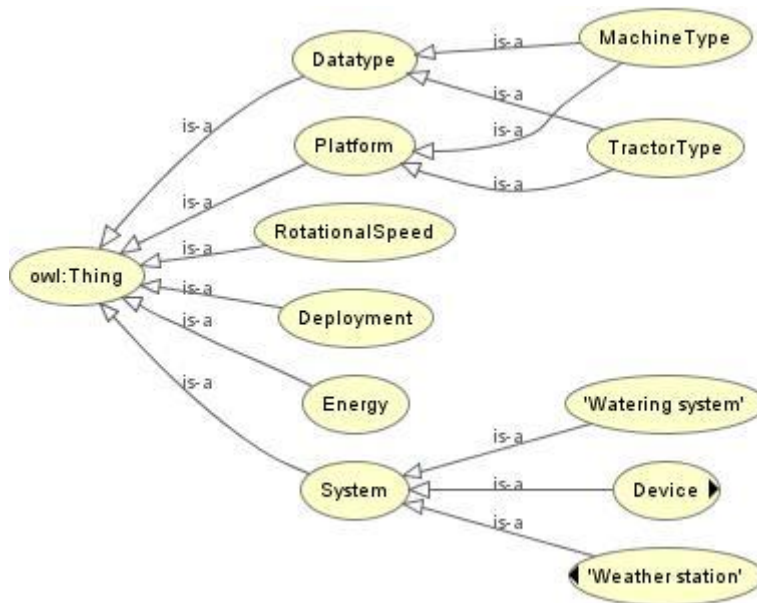 MachineType
is-a
Datatype
is-a
is-a
is-a
Platform
TractorType
is-a
is-a
RotationalSpeed
is-a
owl:Thing
is-a
Deployment
is-a
'Watering system'
is-a
Energy
is-a
System
is-a
Device
is-a
'Weather station'